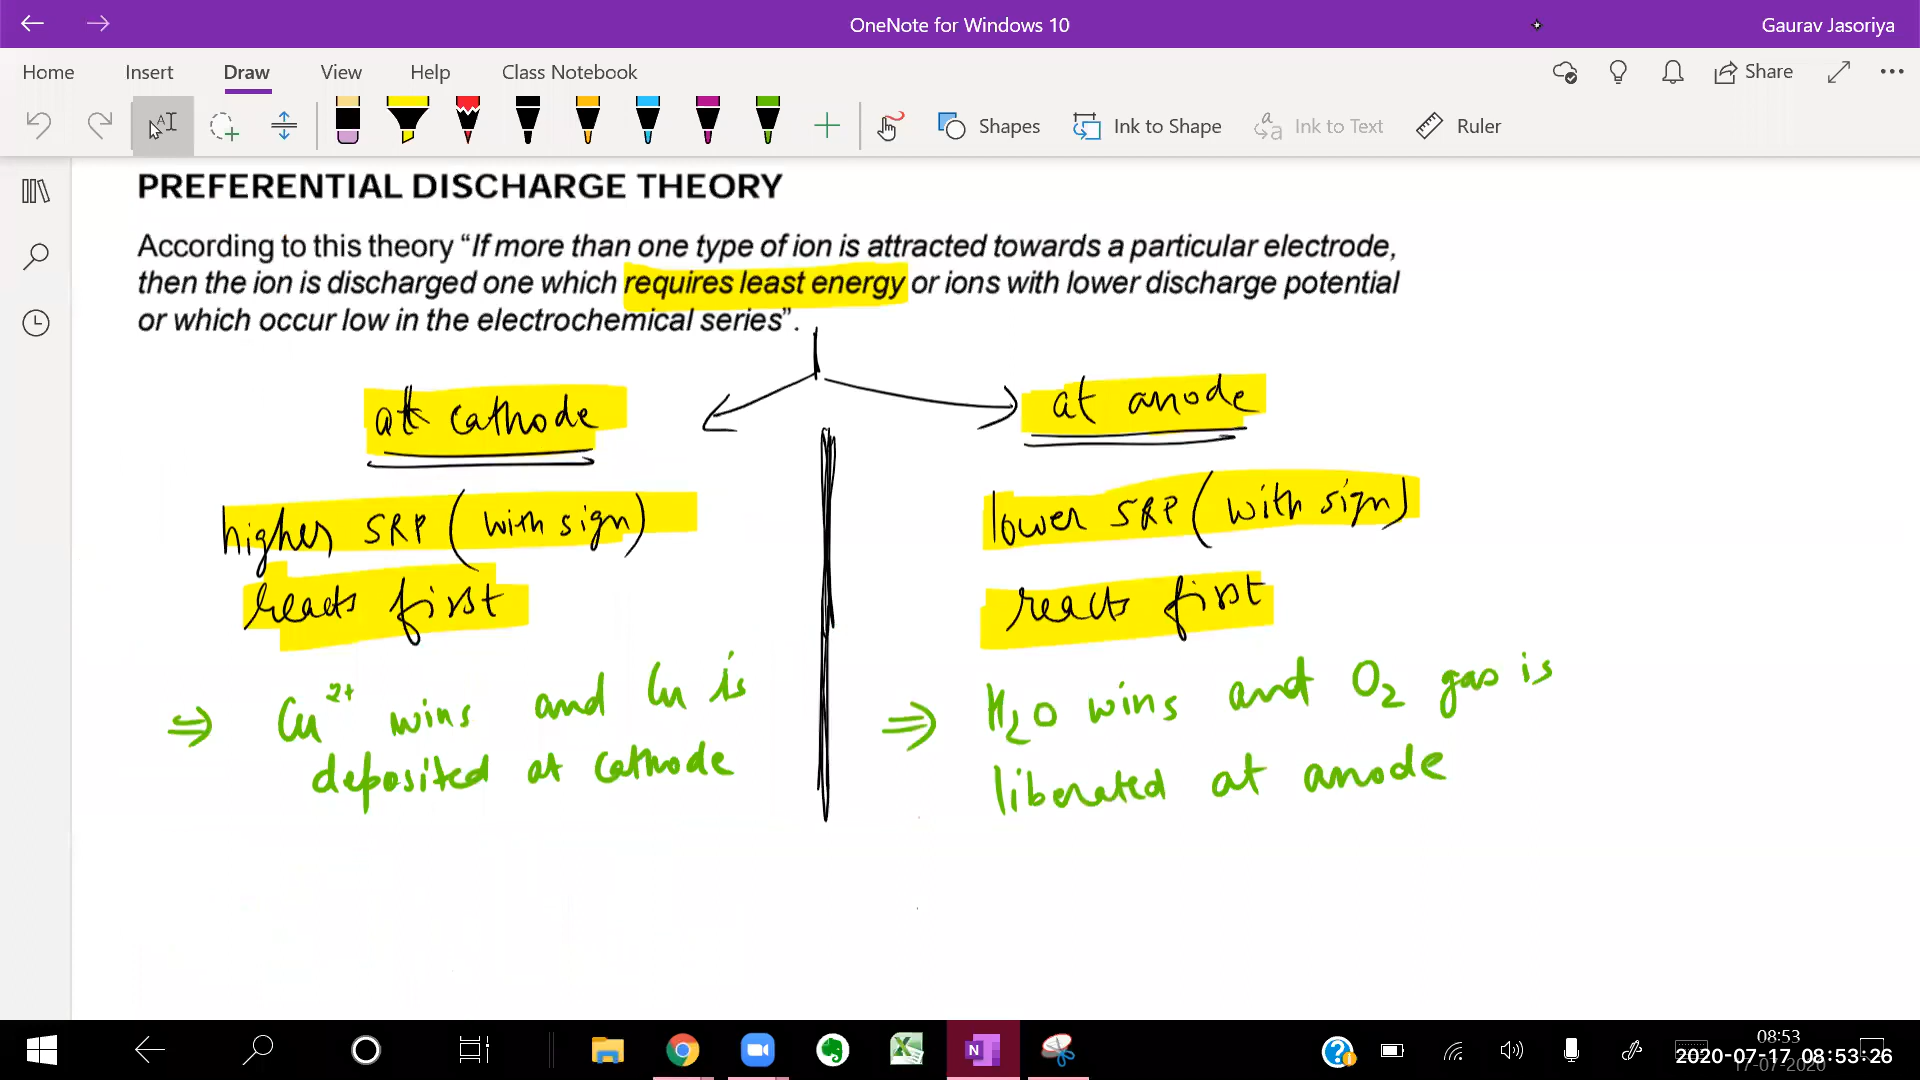 OneNote for Windows 10
Gaurav Jasoriya
Home Insert Draw View Help Class Notebook
Share
Shapes Ink to Shape Ink to Text Ruler
PREFERENTIAL DISCHARGE THEORY
According to this theory “If more than one type of ion is attracted towards a particular electrode,
then the ion is discharged one which requires least energy or ions with lower discharge potential
or which occur low in the electrochemical series”.
at cathode
higher SRP (with sign)
reacts first
⇒ Cu²⁺ wins and Cu is
deposited at cathode
at anode
lower SRP (with sign)
reacts first
⇒ H₂O wins and O₂ gas is
liberated at anode
08:53
2020-07-17 08:53:26
17-07-2020